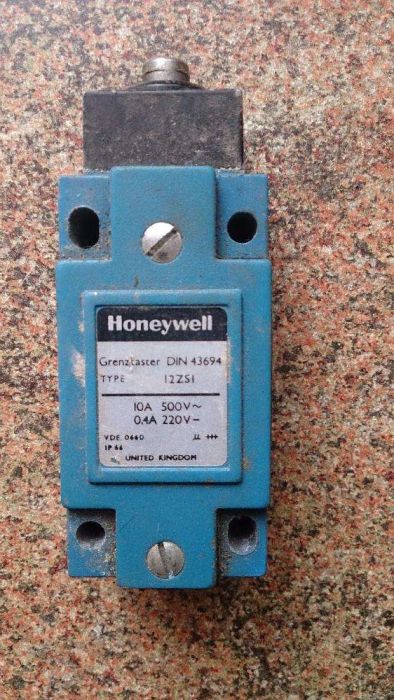 Honeywell
Grenztaster DIN 43694
TYPE 12ZS1
10A 500V~
0.4A 220V-
VDE 0660
IP 66
UNITED KINGDOM